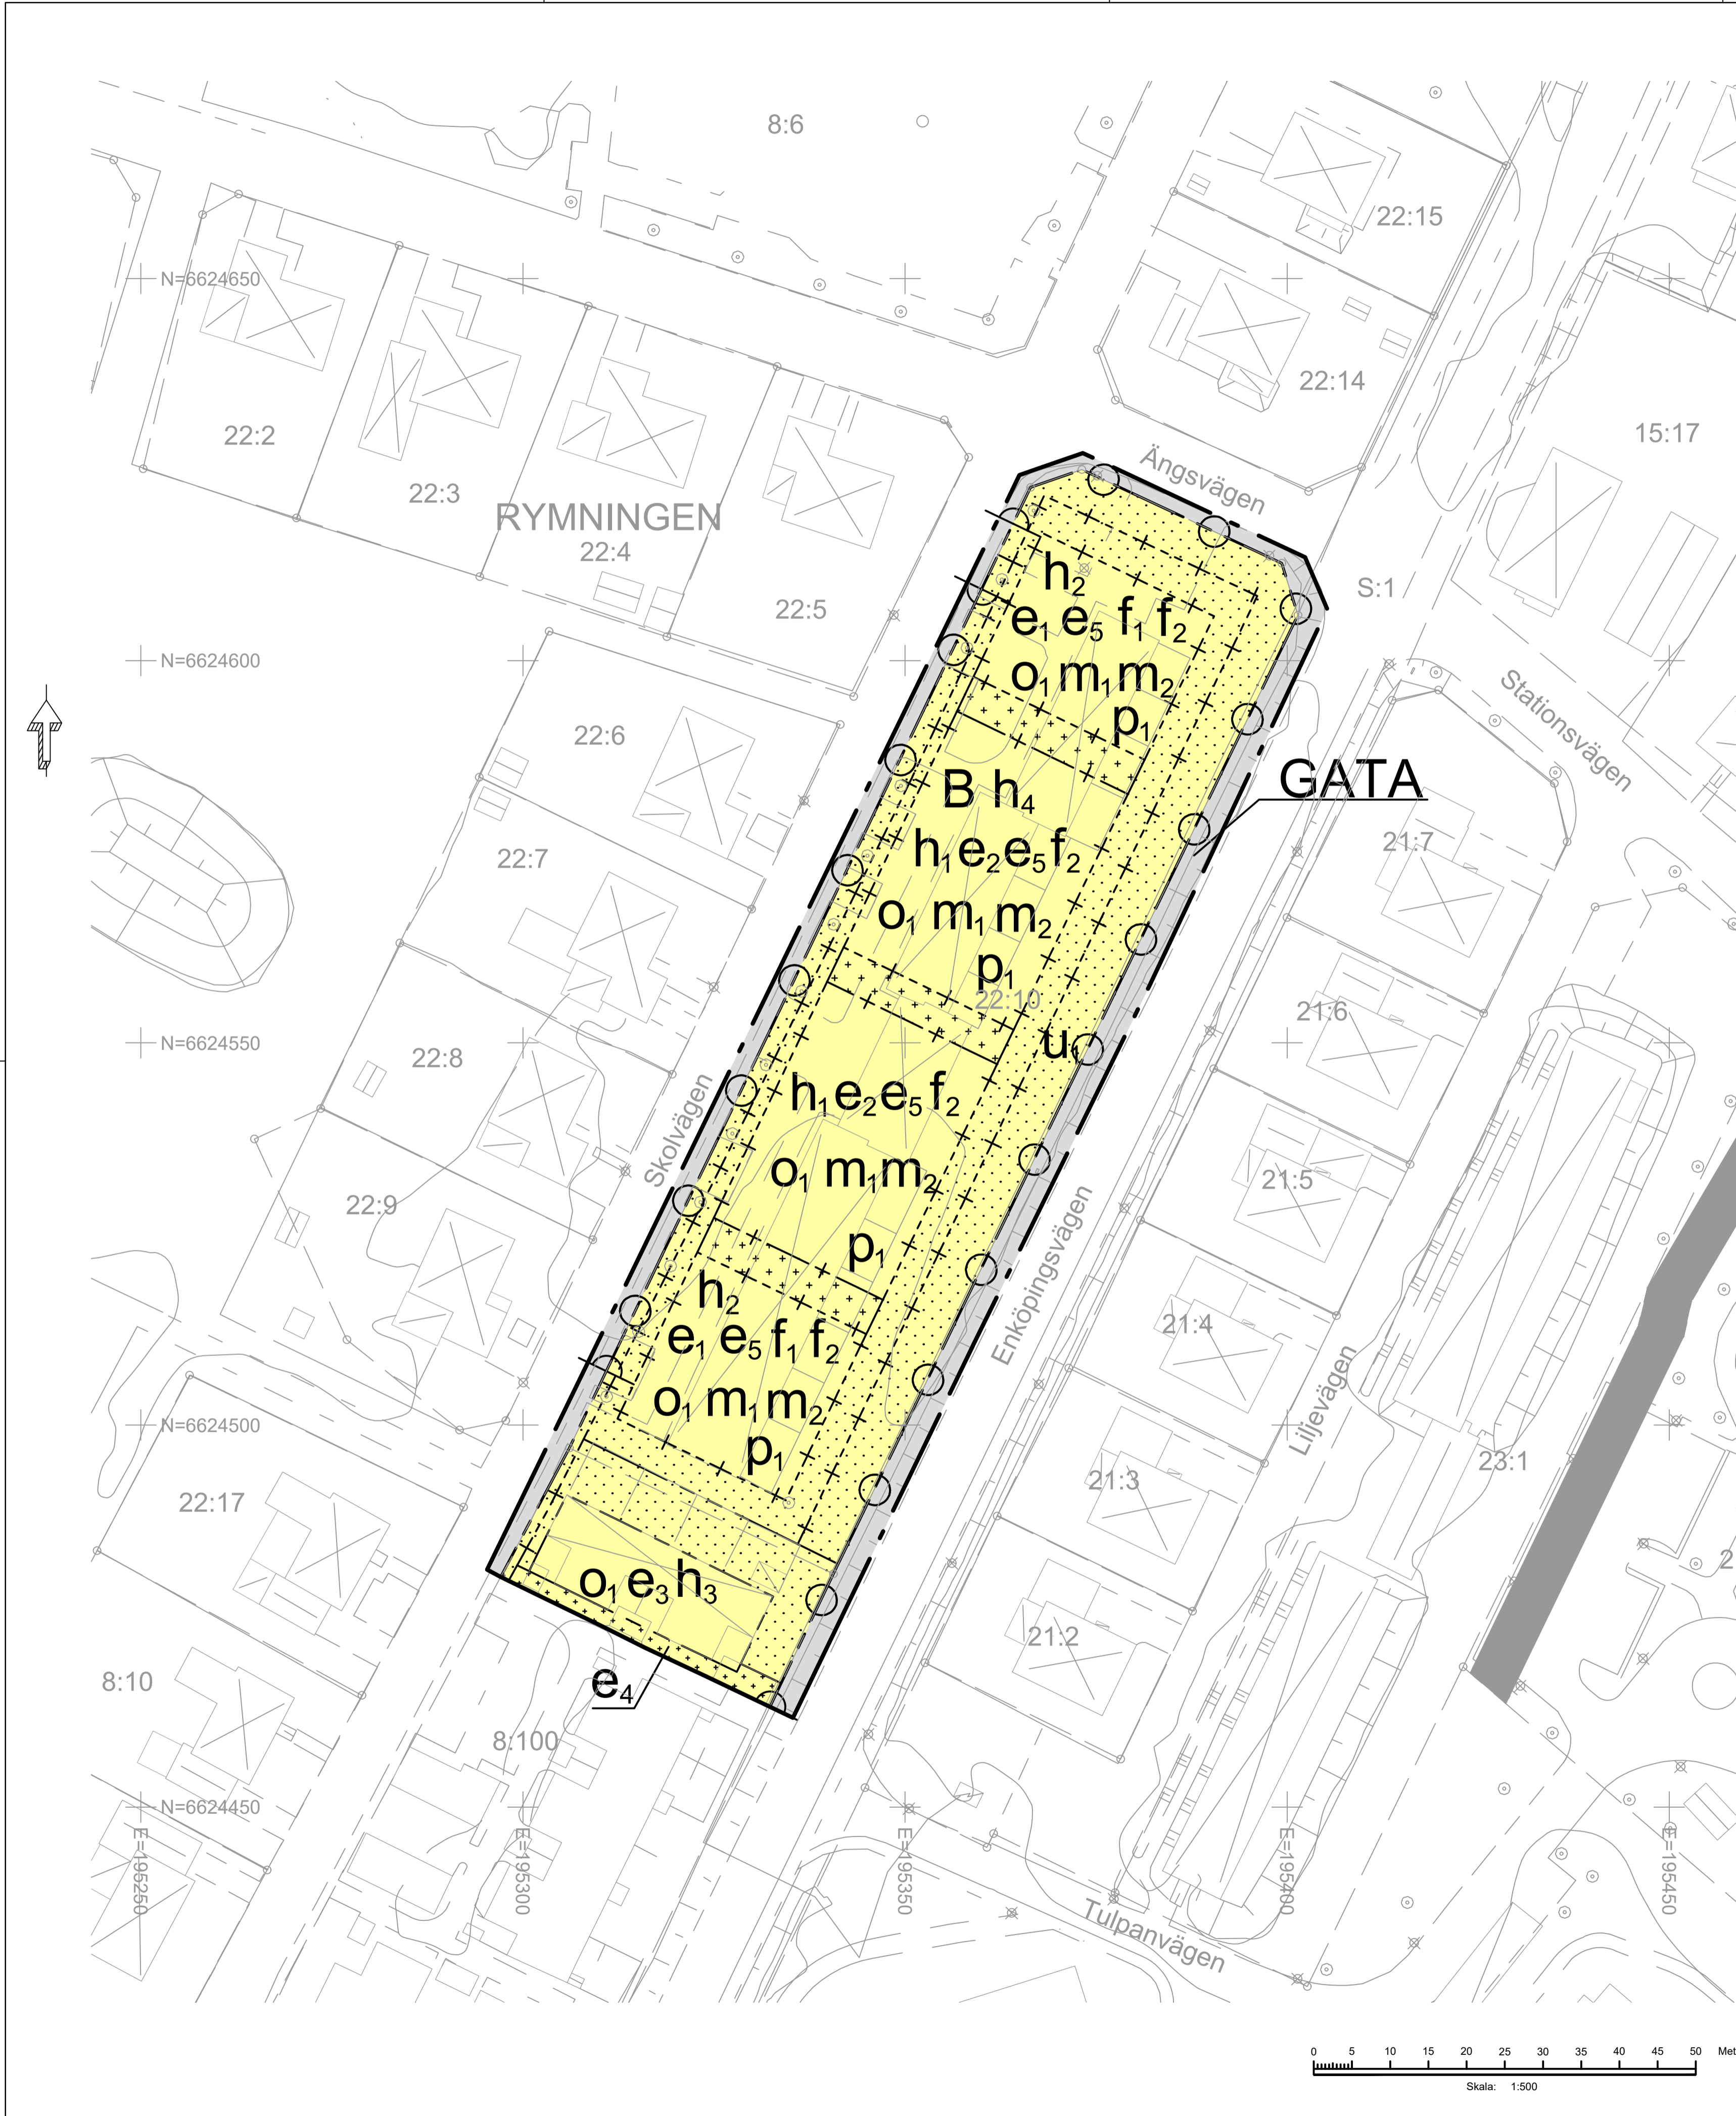 8:6
22:15
N=6624650
22:14
22:2
15:17
Ängsvägen
22:3
RYMNINGEN
22:4
h₂
S:1
22:5
e₁ e₅ f₁ f₂
N=6624600
o₁ m₁ m₂
Stationsvägen
p₁
22:6
GATA
B h₄
21:7
h₁ e₂ e₅ f₂
22:7
o₁ m₁ m₂
p₁
22:10
21:6
u₁
N=6624550
22:8
h₁ e₂ e₅ f₂
Skolvägen
o₁ m₁ m₂
21:5
22:9
p₁
Enköpingsvägen
h₂
21:4
e₁ e₅ f₁ f₂
Liljevägen
o₁ m₁ m₂
N=6624500
p₁
23:1
21:3
22:17
2
o₁ e₃ h₃
21:2
e₄
8:10
8:100
N=6624450
E=195250
E=195300
E=195350
E=195400
E=195450
Tulpanvägen
0 5 10 15 20 25 30 35 40 45 50 Met
Skala: 1:500